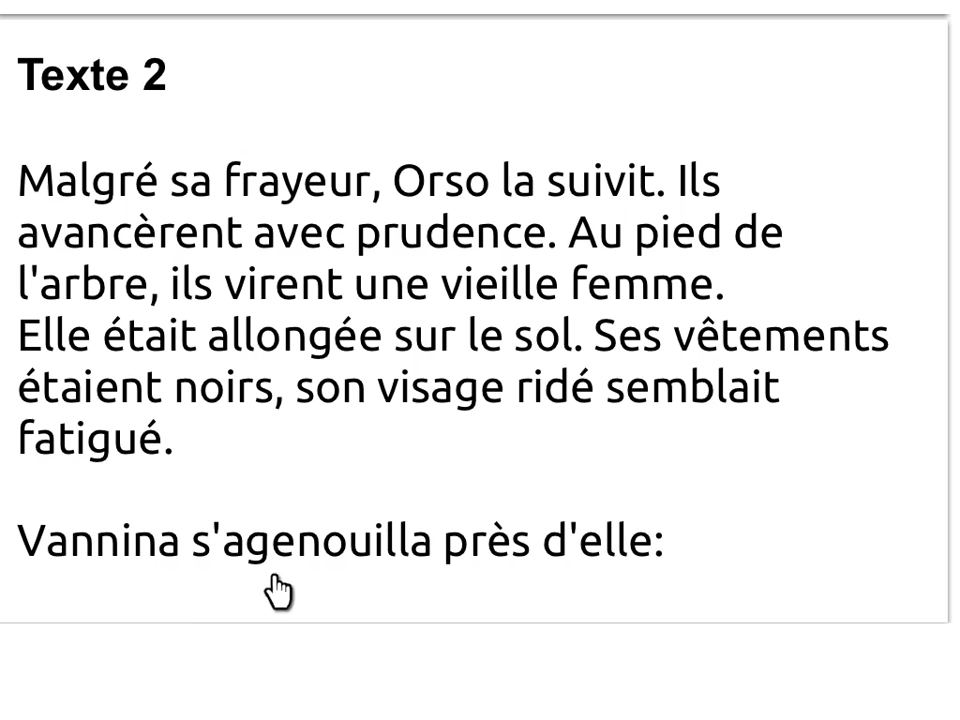 Texte 2
Malgré sa frayeur, Orso la suivit. Ils
avancèrent avec prudence. Au pied de
l'arbre, ils virent une vieille femme.
Elle était allongée sur le sol. Ses vêtements
étaient noirs, son visage ridé semblait
fatigué.
Vannina s'agenouilla près d'elle: